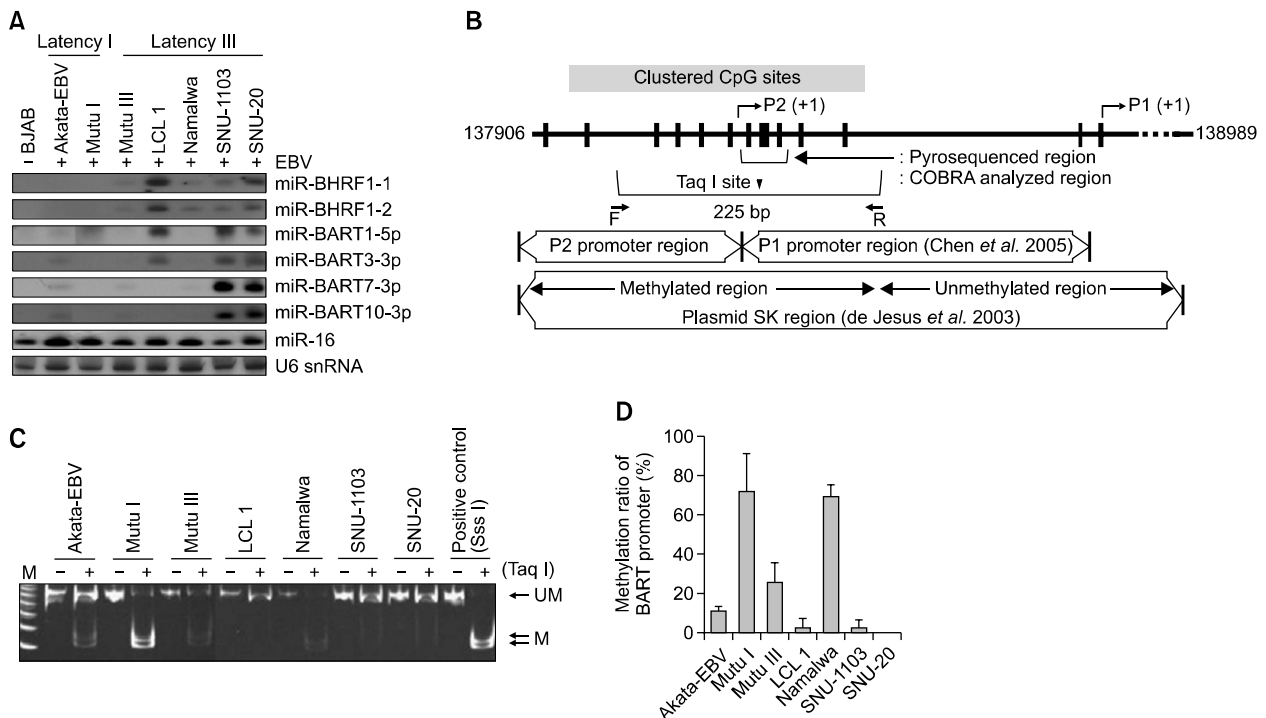 A
Latency I
Latency III
BJAB
Akata-EBV
Mutu I
Mutu III
LCL 1
Namalwa
SNU-1103
SNU-20
– + + + + + + + EBV
miR-BHRF1-1
miR-BHRF1-2
miR-BART1-5p
miR-BART3-3p
miR-BART7-3p
miR-BART10-3p
miR-16
U6 snRNA
B
Clustered CpG sites
P2 (+1)
P1 (+1)
137906
138989
: Pyrosequenced region
: COBRA analyzed region
Taq I site
F
225 bp
R
P2 promoter region
P1 promoter region (Chen et al. 2005)
Methylated region
Unmethylated region
Plasmid SK region (de Jesus et al. 2003)
C
Akata-EBV
Mutu I
Mutu III
LCL 1
Namalwa
SNU-1103
SNU-20
Positive control
(Sss I)
M – + – + – + – + – + – + – + – + (Taq I)
UM
M
D
Methylation ratio of
BART promoter (%)
100
80
60
40
20
0
Akata-EBV
Mutu I
Mutu III
LCL 1
Namalwa
SNU-1103
SNU-20